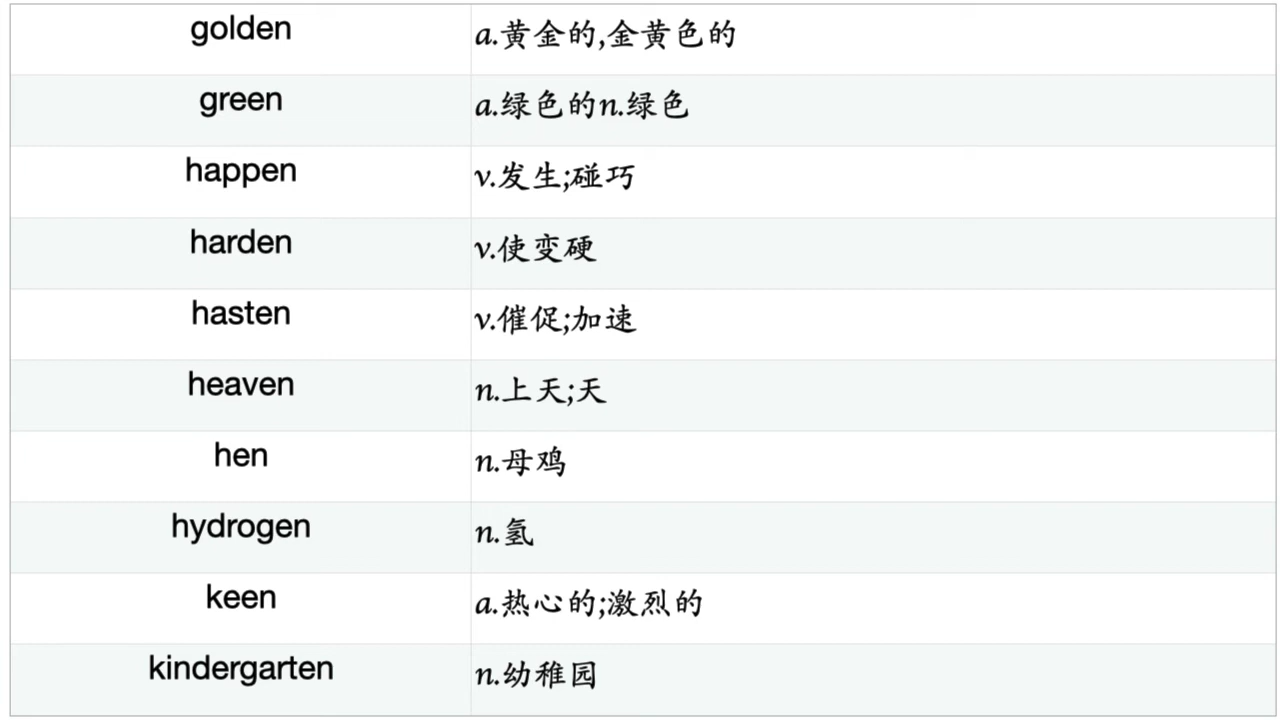 golden a.黄金的,金黄色的
green a.绿色的n.绿色
happen v.发生;碰巧
harden v.使变硬
hasten v.催促;加速
heaven n.上天;天
hen n.母鸡
hydrogen n.氢
keen a.热心的;激烈的
kindergarten n.幼稚园